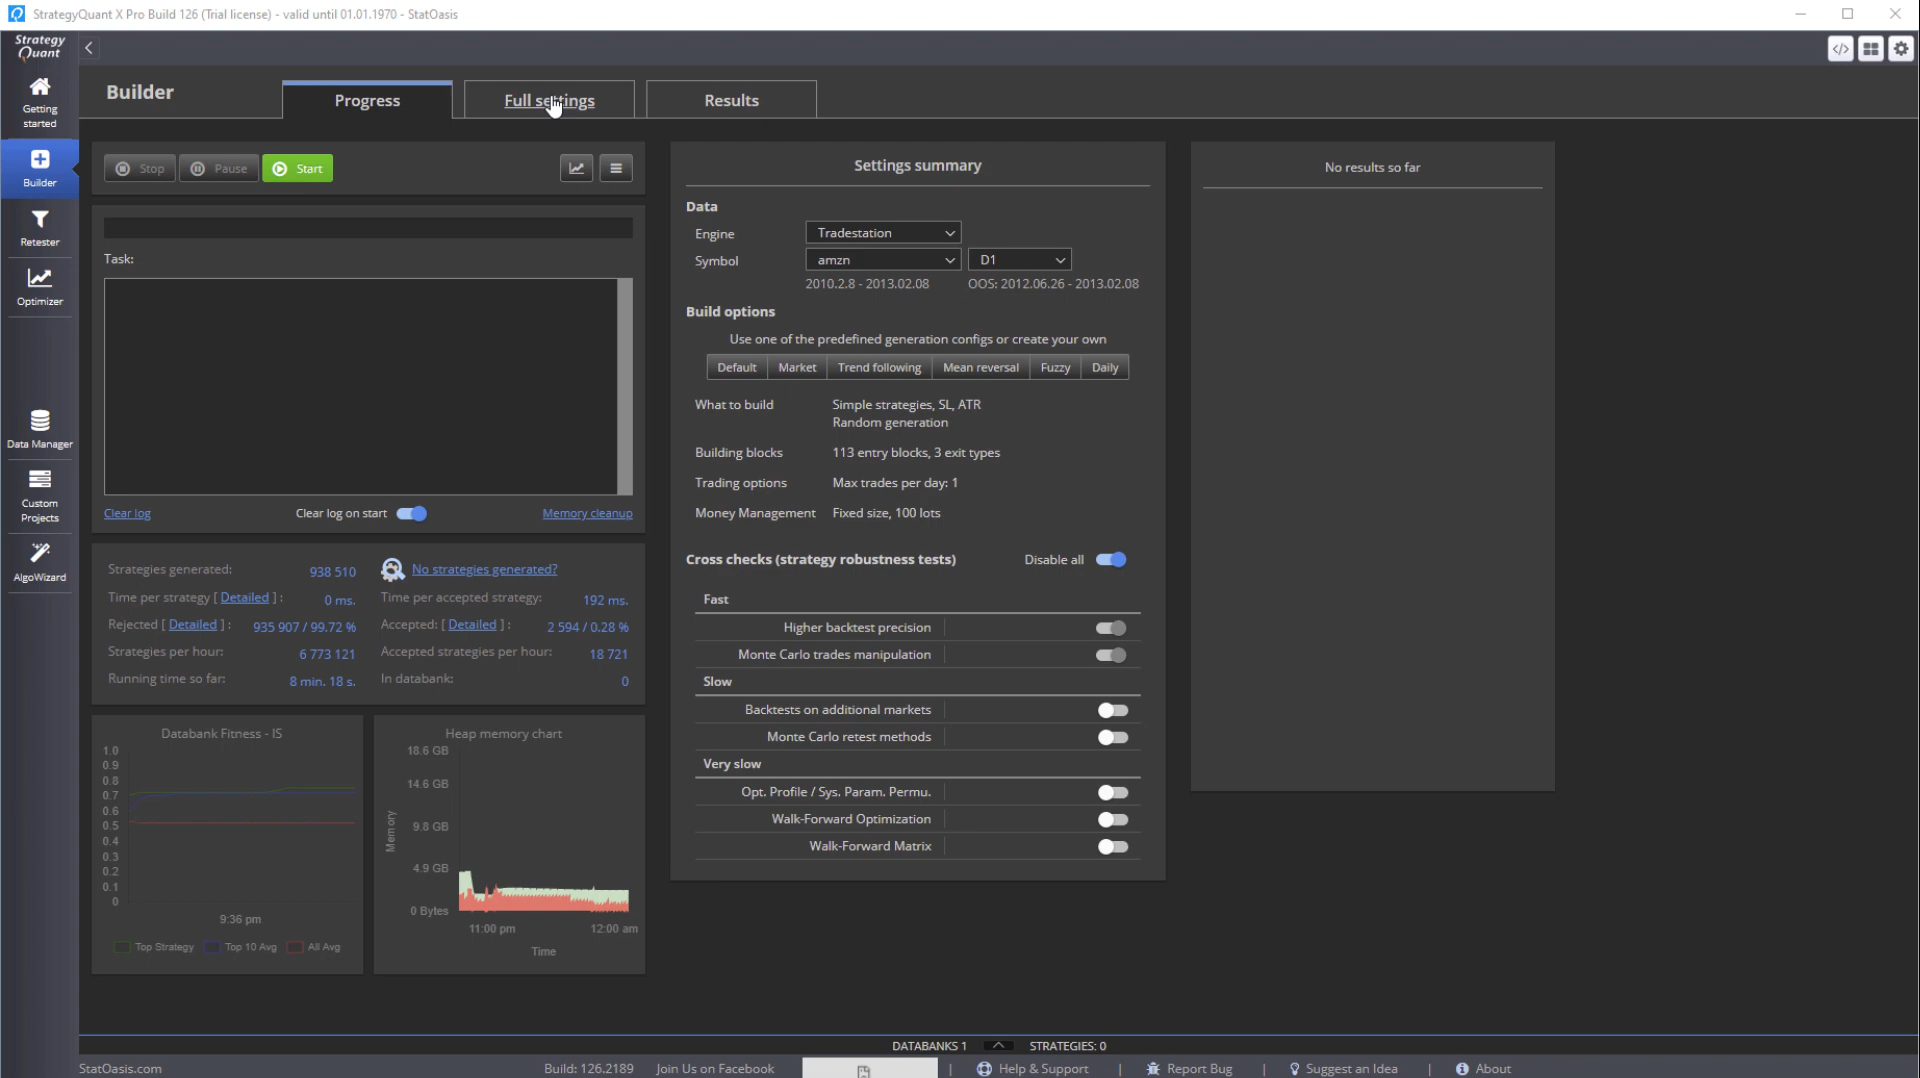 StrategyQuant X Pro Build 126 (Trial license) - valid until 01.01.1970 - StatOasis
Strategy
Quant
Getting
started
Builder
Retester
Optimizer
Data Manager
Custom
Projects
AlgoWizard
Builder
Progress
Full settings
Results
Stop
Pause
Start
Task:
Clear log
Clear log on start
Memory cleanup
Strategies generated: 938 510
No strategies generated?
Time per strategy [ Detailed ] : 0 ms.
Time per accepted strategy: 192 ms.
Rejected [ Detailed ] : 935 907 / 99.72 %
Accepted: [ Detailed ] : 2 594 / 0.28 %
Strategies per hour: 6 773 121
Accepted strategies per hour: 18 721
Running time so far: 8 min. 18 s.
In databank: 0
Databank Fitness - IS
1.0
0.9
0.8
0.7
0.6
0.5
0.4
0.3
0.2
0.1
0
9:36 pm
Top Strategy Top 10 Avg All Avg
Heap memory chart
18.6 GB
14.6 GB
9.8 GB
4.9 GB
0 Bytes
Memory
11:00 pm 12:00 am
Time
Settings summary
Data
Engine Tradestation
Symbol amzn D1
2010.2.8 - 2013.02.08 OOS: 2012.06.26 - 2013.02.08
Build options
Use one of the predefined generation configs or create your own
Default Market Trend following Mean reversal Fuzzy Daily
What to build Simple strategies, SL, ATR
Random generation
Building blocks 113 entry blocks, 3 exit types
Trading options Max trades per day: 1
Money Management Fixed size, 100 lots
Cross checks (strategy robustness tests) Disable all
Fast
Higher backtest precision
Monte Carlo trades manipulation
Slow
Backtests on additional markets
Monte Carlo retest methods
Very slow
Opt. Profile / Sys. Param. Permu.
Walk-Forward Optimization
Walk-Forward Matrix
No results so far
DATABANKS 1 STRATEGIES: 0
StatOasis.com Build: 126.2189 Join Us on Facebook | Help & Support | Report Bug | Suggest an Idea | About